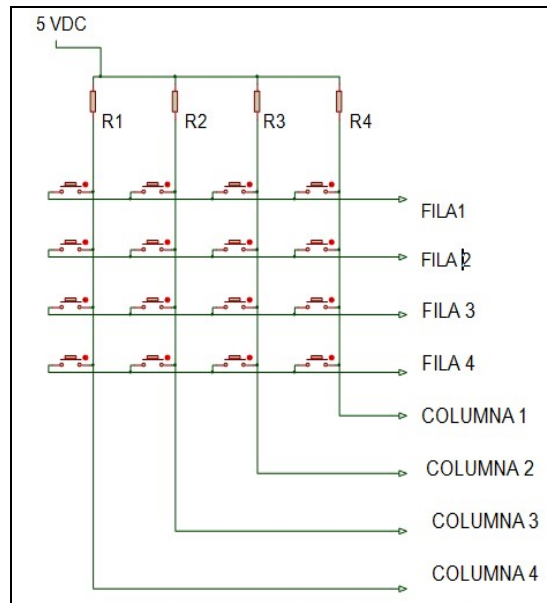 5 VDC
R1 R2 R3 R4
FILA1
FILA 2
FILA 3
FILA 4
COLUMNA 1
COLUMNA 2
COLUMNA 3
COLUMNA 4